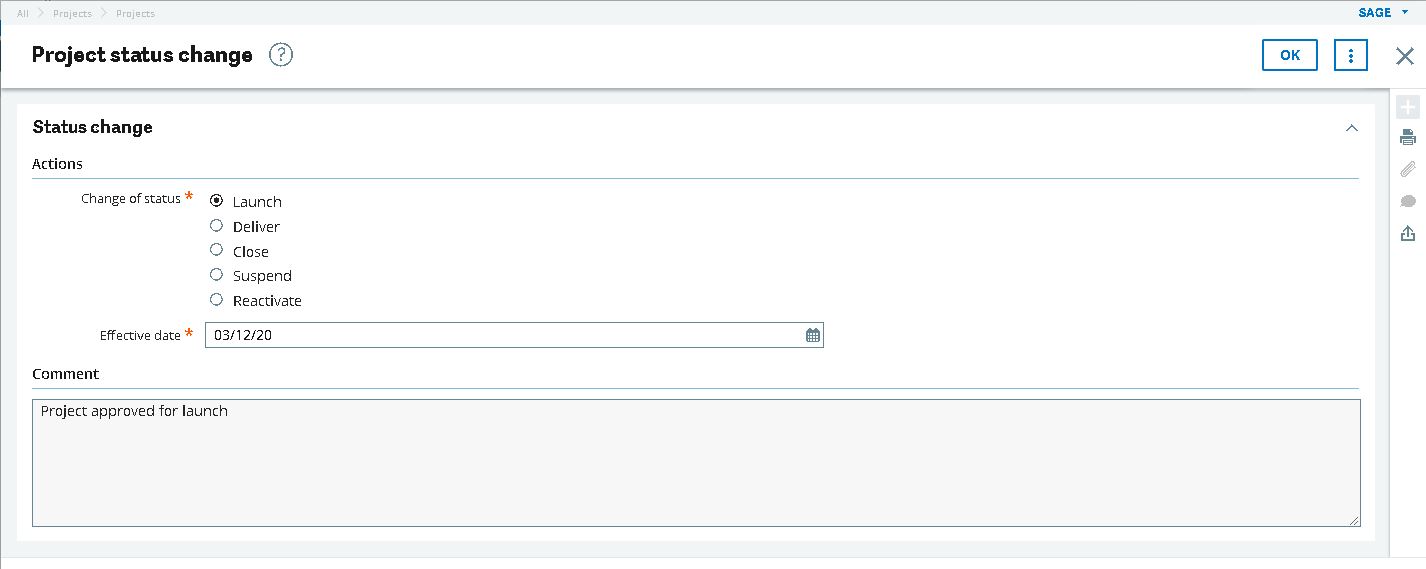 All Projects Projects SAGE
Project status change ? OK
Status change
Actions
Change of status * Launch
Deliver
Close
Suspend
Reactivate
Effective date * 03/12/20
Comment
Project approved for launch